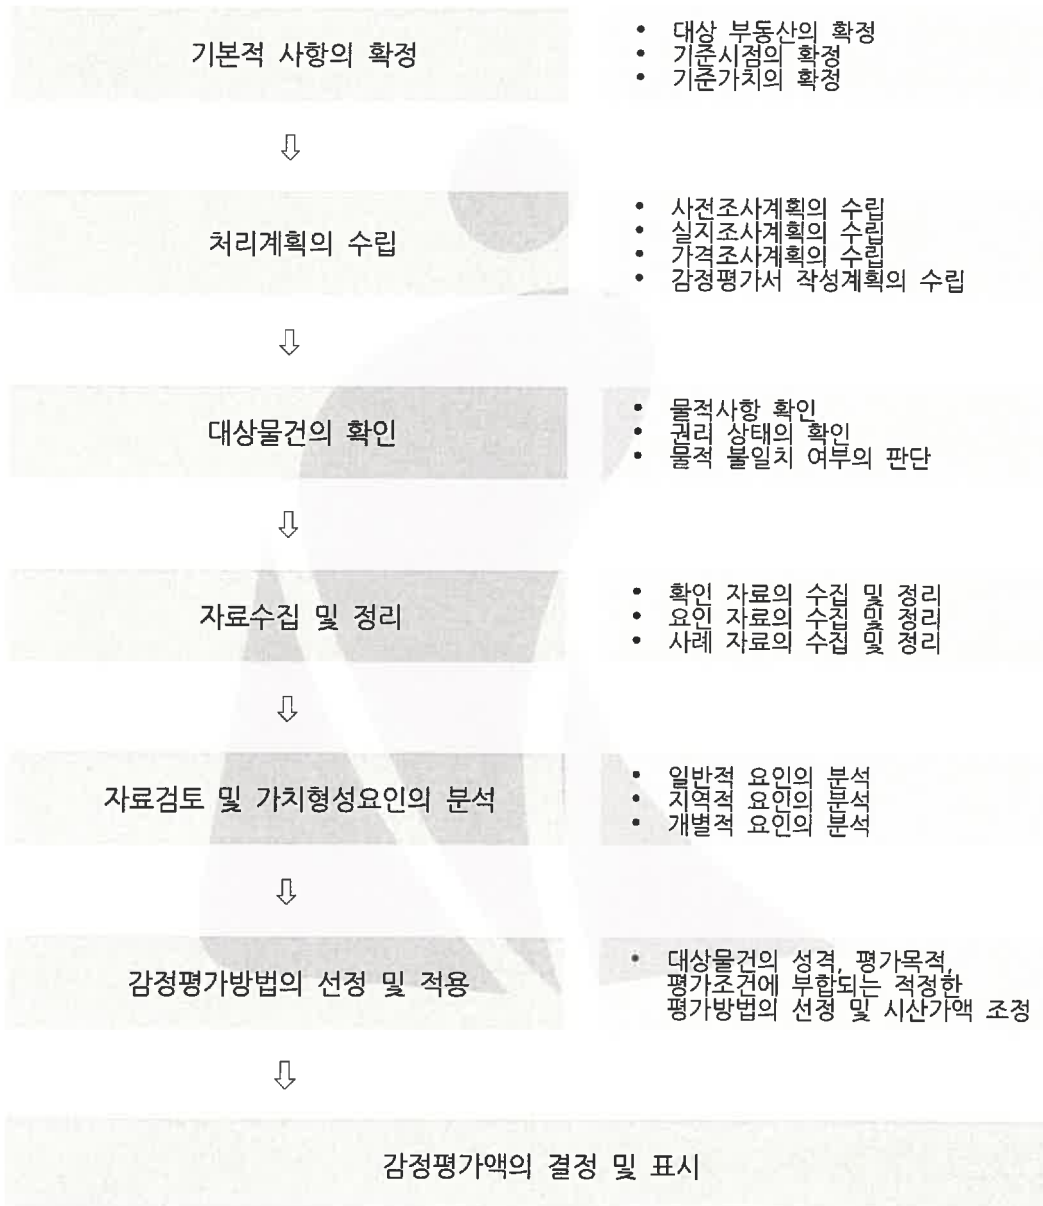 기본적 사항의 확정
• 대상 부동산의 확정
• 기준시점의 확정
• 기준가치의 확정
⇩
처리계획의 수립
• 사전조사계획의 수립
• 실지조사계획의 수립
• 가격조사계획의 수립
• 감정평가서 작성계획의 수립
⇩
대상물건의 확인
• 물적사항 확인
• 권리 상태의 확인
• 물적 불일치 여부의 판단
⇩
자료수집 및 정리
• 확인 자료의 수집 및 정리
• 요인 자료의 수집 및 정리
• 사례 자료의 수집 및 정리
⇩
자료검토 및 가치형성요인의 분석
• 일반적 요인의 분석
• 지역적 요인의 분석
• 개별적 요인의 분석
⇩
감정평가방법의 선정 및 적용
• 대상물건의 성격, 평가목적,
평가조건에 부합되는 적정한
평가방법의 선정 및 시산가액 조정
⇩
감정평가액의 결정 및 표시